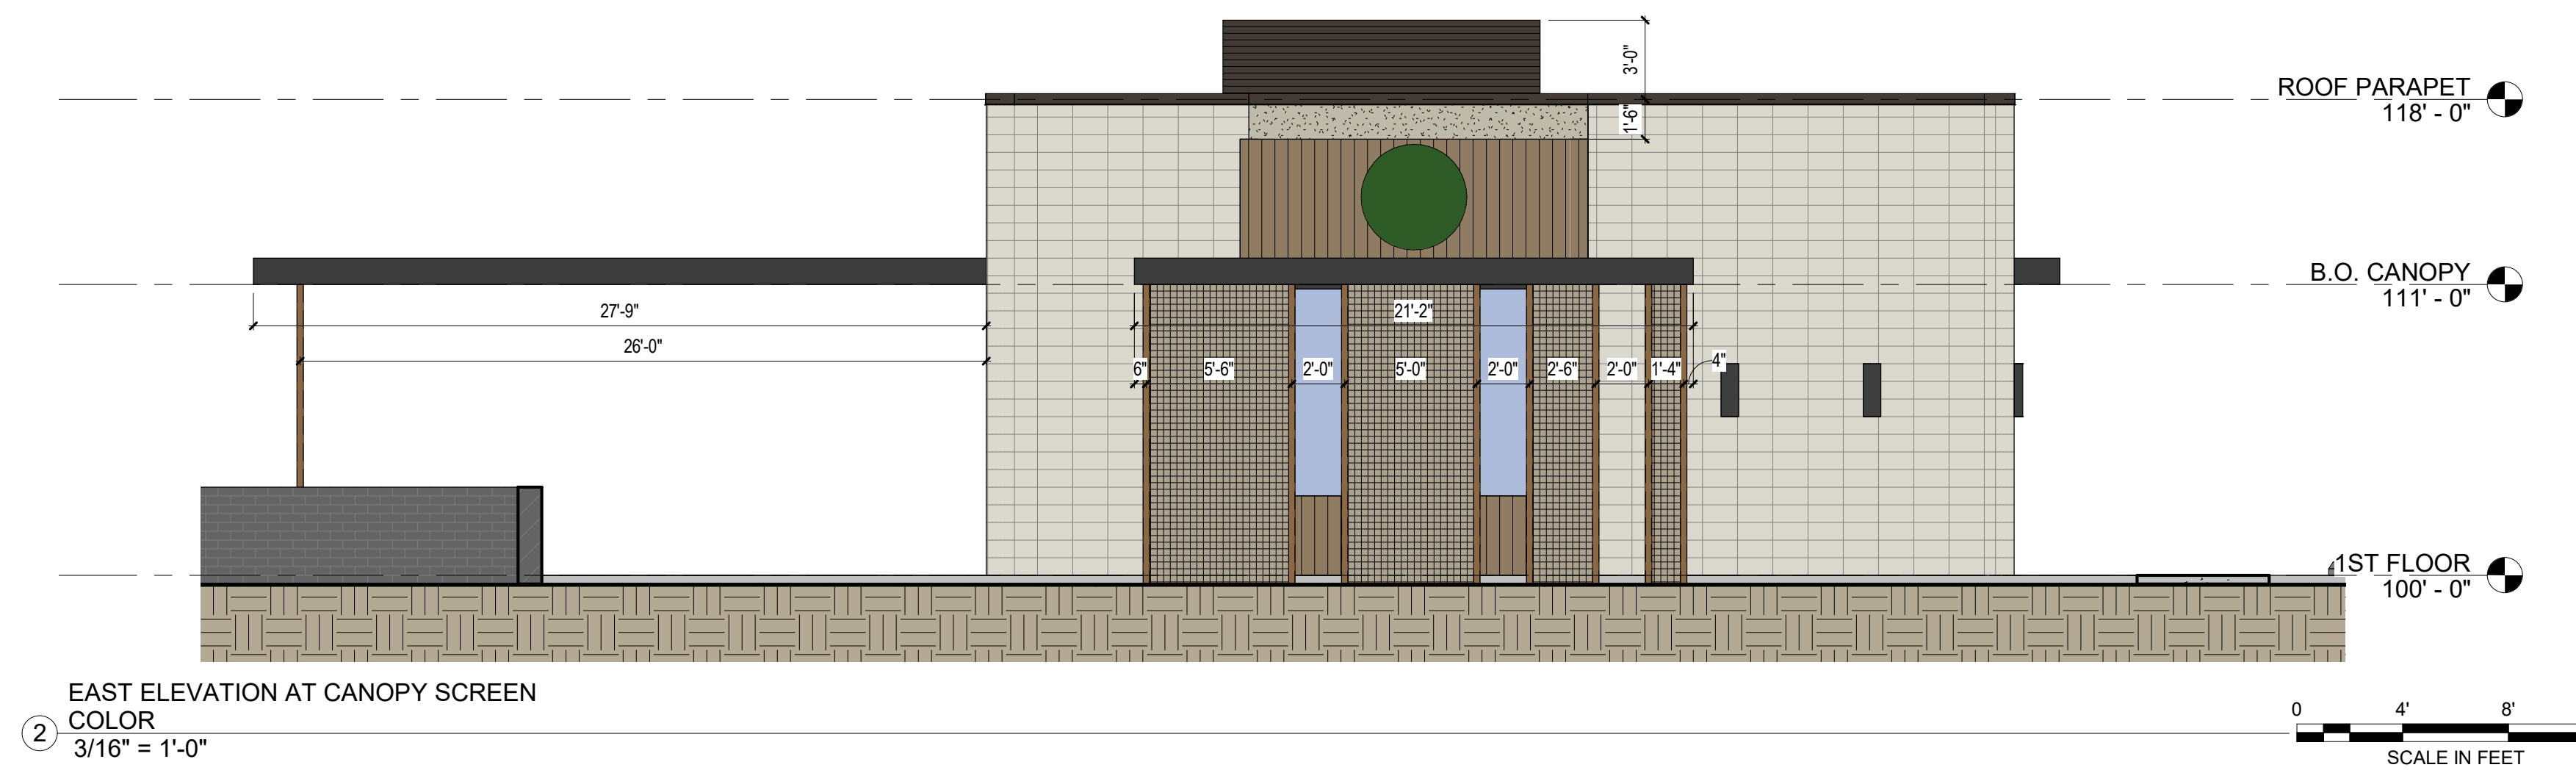 3'-0"
ROOF PARAPET
118' - 0"
1'-6"
B.O. CANOPY
111' - 0"
27'-9"
21'-2"
26'-0"
6" 5'-6" 2'-0" 5'-0" 2'-0" 2'-6" 2'-0" 1'-4" 4"
1ST FLOOR
100' - 0"
EAST ELEVATION AT CANOPY SCREEN
COLOR
2
3/16" = 1'-0"
0 4' 8'
SCALE IN FEET